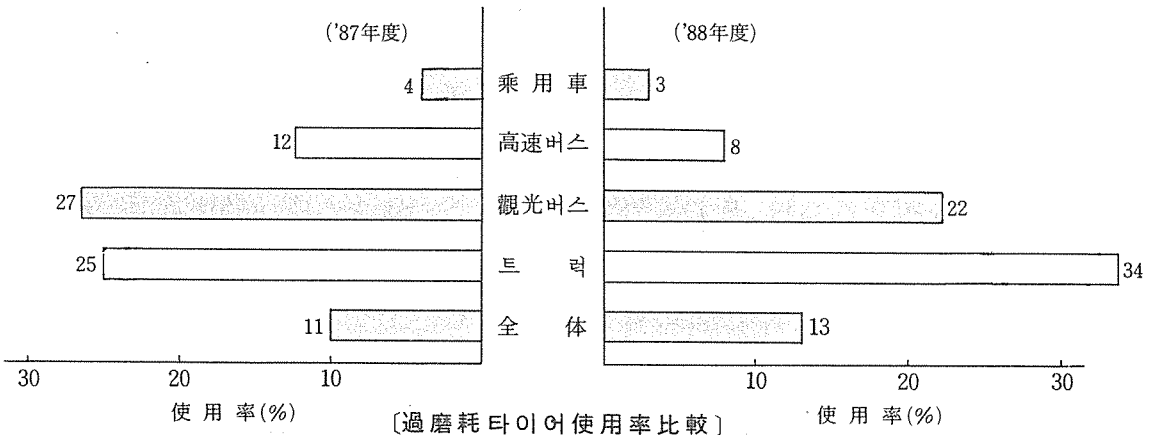 ('87年度) ('88年度)
4 乘用車 3
12 高速버스 8
27 觀光버스 22
25 트럭 34
11 全体 13
30 20 10 10 20 30
使用率(%) 使用率(%)
〔過磨耗타이어使用率比較〕